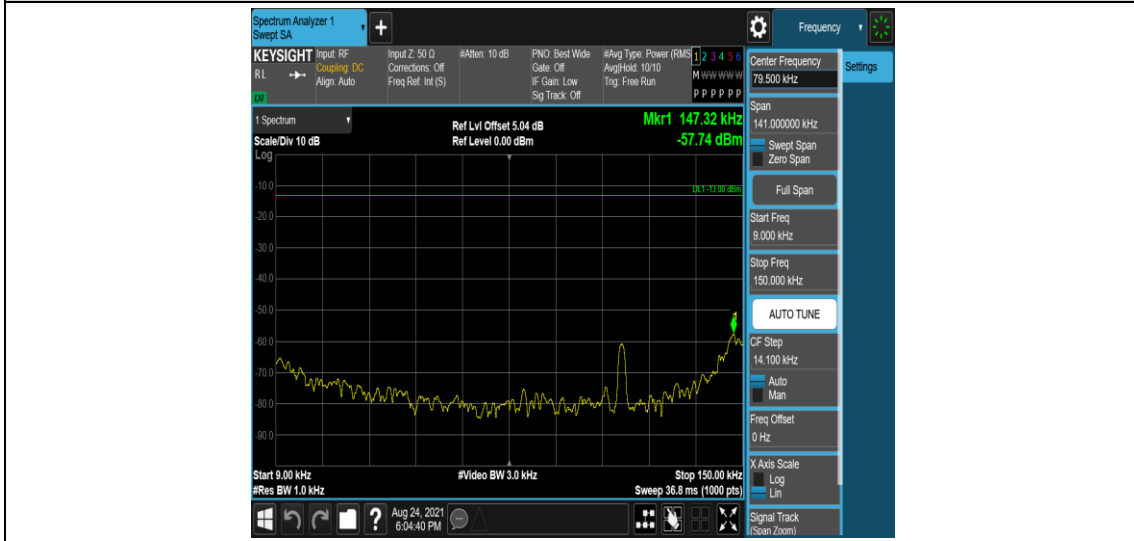 Spectrum Analyzer 1
Swept SA
+
Frequency
KEYSIGHT
RL
Input: RF
Coupling: DC
Align: Auto
Input Z: 50 Ω
Corrections: Off
Freq Ref: Int (S)
#Atten: 10 dB
PNO: Best Wide
Gate: Off
IF Gain: Low
Sig Track: Off
#Avg Type: Power (RMS
Avg|Hold: 10/10
Trig: Free Run
1 2 3 4 5 6
M W W W W W
P P P P P P
1 Spectrum
Scale/Div 10 dB
Log
Ref Lvl Offset 5.04 dB
Ref Level 0.00 dBm
Mkr1 147.32 kHz
-57.74 dBm
DL1 -13.00 dBm
-10.0
-20.0
-30.0
-40.0
-50.0
-60.0
-70.0
-80.0
-90.0
Start 9.00 kHz
#Res BW 1.0 kHz
#Video BW 3.0 kHz
Stop 150.00 kHz
Sweep 36.8 ms (1000 pts)
Center Frequency
79.500 kHz
Settings
Span
141.000000 kHz
Swept Span
Zero Span
Full Span
Start Freq
9.000 kHz
Stop Freq
150.000 kHz
AUTO TUNE
CF Step
14.100 kHz
Auto
Man
Freq Offset
0 Hz
X Axis Scale
Log
Lin
Signal Track
(Span Zoom)
?
Aug 24, 2021
6:04:40 PM